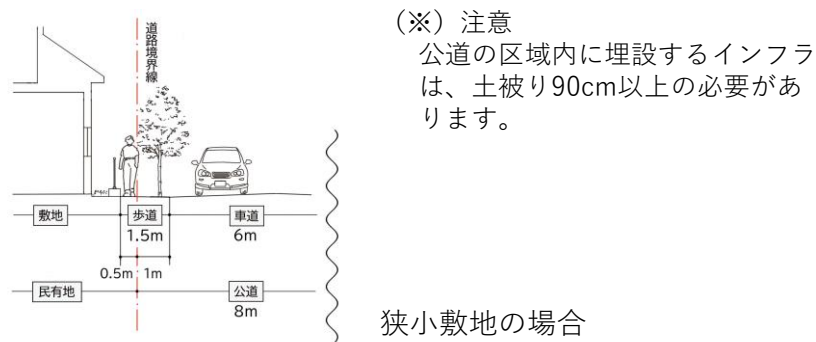 道路境界線
(※)注意
公道の区域内に埋設するインフラ
は、土被り90cm以上の必要があ
ります。
敷地
歩道
車道
1.5m
6m
0.5m
1m
民有地
公道
8m
狭小敷地の場合